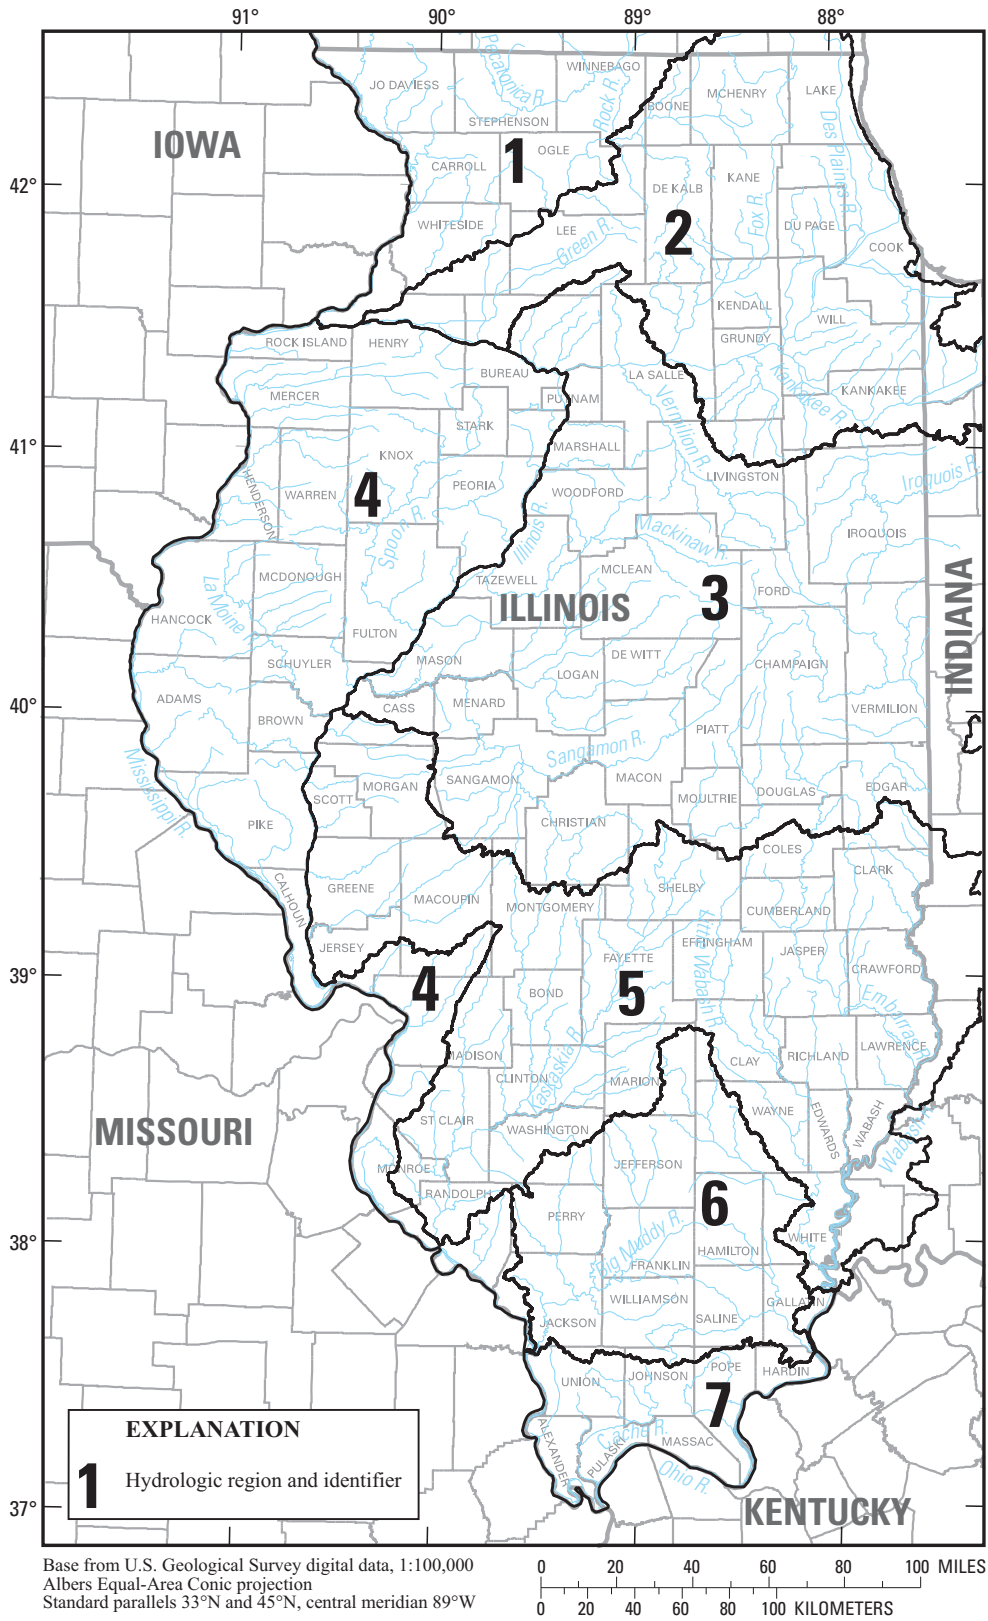 91° 90° 89° 88°
42°
41°
40°
39°
38°
37°
IOWA
ILLINOIS
INDIANA
MISSOURI
KENTUCKY
JO DAVIESS
STEPHENSON
WINNEBAGO
BOONE
MCHENRY
LAKE
Pecatonica R.
Rock R.
Des Plaines R.
1
CARROLL
OGLE
DE KALB
KANE
Fox R.
DU PAGE
COOK
2
WHITESIDE
LEE
Green R.
KENDALL
WILL
GRUNDY
ROCK ISLAND
HENRY
BUREAU
LA SALLE
KANKAKEE
Kankakee R.
MERCER
PUTNAM
STARK
MARSHALL
Vermilion R.
LIVINGSTON
Iroquois R.
KNOX
4
HENDERSON
WARREN
PEORIA
WOODFORD
Spoon R.
Illinois R.
Mackinaw R.
IROQUOIS
MCDONOUGH
TAZEWELL
MCLEAN
FORD
3
La Moine R.
HANCOCK
FULTON
MASON
DE WITT
CHAMPAIGN
SCHUYLER
LOGAN
ADAMS
BROWN
CASS
MENARD
VERMILION
PIATT
Mississippi R.
Sangamon R.
SCOTT
MORGAN
SANGAMON
MACON
MOULTRIE
DOUGLAS
EDGAR
PIKE
CHRISTIAN
COLES
CLARK
CALHOUN
GREENE
MACOUPIN
MONTGOMERY
SHELBY
CUMBERLAND
JERSEY
4
FAYETTE
EFFINGHAM
JASPER
CRAWFORD
Little Wabash R.
BOND
5
Embarras R.
MADISON
CLINTON
Kaskaskia R.
MARION
CLAY
RICHLAND
LAWRENCE
ST CLAIR
WASHINGTON
WAYNE
EDWARDS
WABASH
Wabash R.
MONROE
JEFFERSON
RANDOLPH
PERRY
6
Big Muddy R.
HAMILTON
WHITE
FRANKLIN
WILLIAMSON
JACKSON
SALINE
GALLATIN
UNION
JOHNSON
POPE
HARDIN
7
ALEXANDER
PULASKI
Cache R.
MASSAC
Ohio R.
EXPLANATION
1 Hydrologic region and identifier
Base from U.S. Geological Survey digital data, 1:100,000
Albers Equal-Area Conic projection
Standard parallels 33°N and 45°N, central meridian 89°W
0 20 40 60 80 100 MILES
0 20 40 60 80 100 KILOMETERS